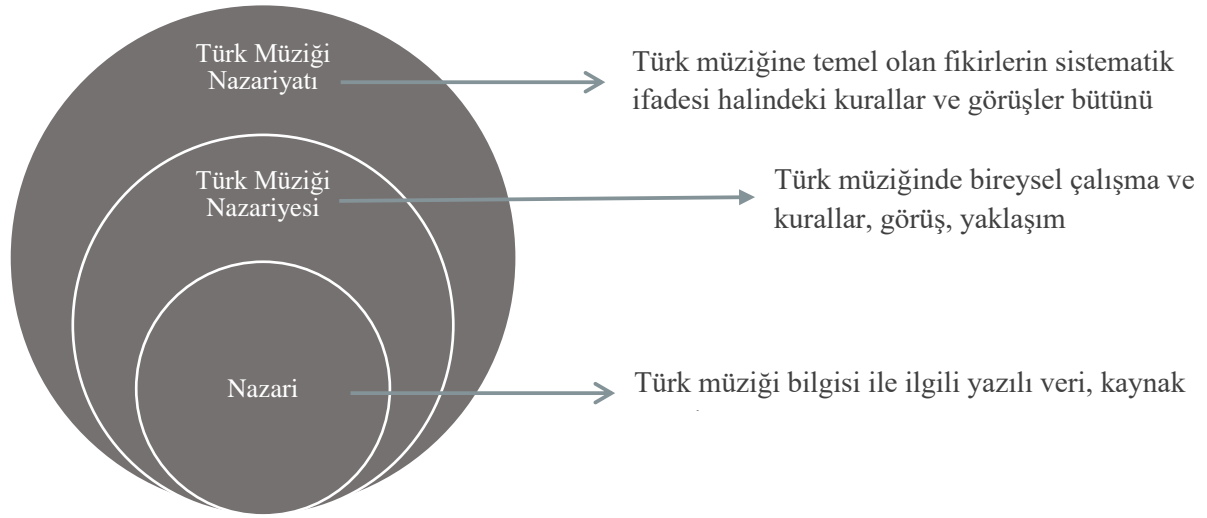 Türk Müziği
Nazariyatı
Türk müziğine temel olan fikirlerin sistematik
ifadesi halindeki kurallar ve görüşler bütünü
Türk Müziği
Nazariyesi
Türk müziğinde bireysel çalışma ve
kurallar, görüş, yaklaşım
Nazari
Türk müziği bilgisi ile ilgili yazılı veri, kaynak